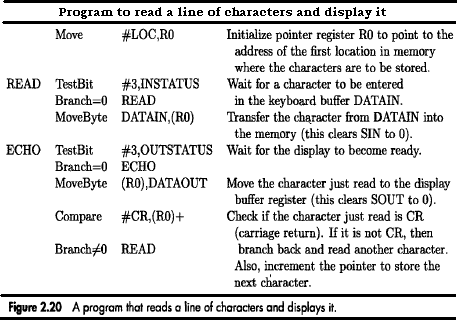 Program to read a line of characters and display it
Move #LOC,R0 Initialize pointer register R0 to point to the
address of the first location in memory
where the characters are to be stored.
READ TestBit #3,INSTATUS Wait for a character to be entered
Branch=0 READ in the keyboard buffer DATAIN.
MoveByte DATAIN,(R0) Transfer the character from DATAIN into
the memory (this clears SIN to 0).
ECHO TestBit #3,OUTSTATUS Wait for the display to become ready.
Branch=0 ECHO
MoveByte (R0),DATAOUT Move the character just read to the display
buffer register (this clears SOUT to 0).
Compare #CR,(R0)+ Check if the character just read is CR
(carriage return). If it is not CR, then
Branch≠0 READ branch back and read another character.
Also, increment the pointer to store the
next character.
Figure 2.20 A program that reads a line of characters and displays it.